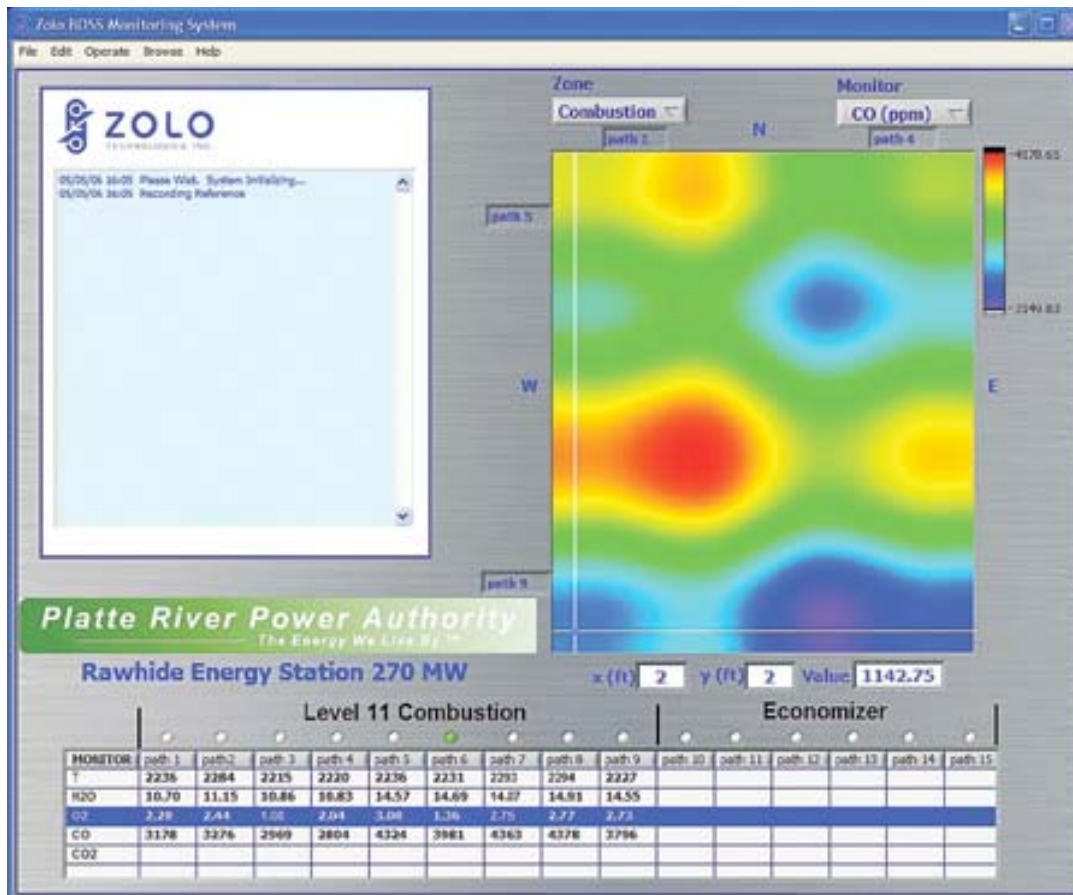 Zolo BOSS Monitoring System
File Edit Operate Browse Help
ZOLO
TECHNOLOGIES INC.
05/05/06 16:05 Please Wait. System Initializing...
05/05/06 16:05 Recording Reference
Zone
Combustion
path 1
N
Monitor
CO (ppm)
path 4
path 5
W
E
path 9
Platte River Power Authority
The Energy We Live By ™
Rawhide Energy Station 270 MW
x (ft) 2 y (ft) 2 Value 1142.75
Level 11 Combustion Economizer
MONITOR path 1 path2 path 3 path 4 path 5 path 6 path 7 path 8 path 9 path 10 path 11 path 12 path 13 path 14 path 15
T 2236 2284 2215 2220 2236 2231 2293 2294 2227
H2O 10.70 11.15 10.86 10.83 14.57 14.69 14.91 14.55
O2 2.44 2.04 1.36 2.75 2.77 2.73
CO 3178 3276 2969 2804 4324 3981 4363 4378 3796
CO2